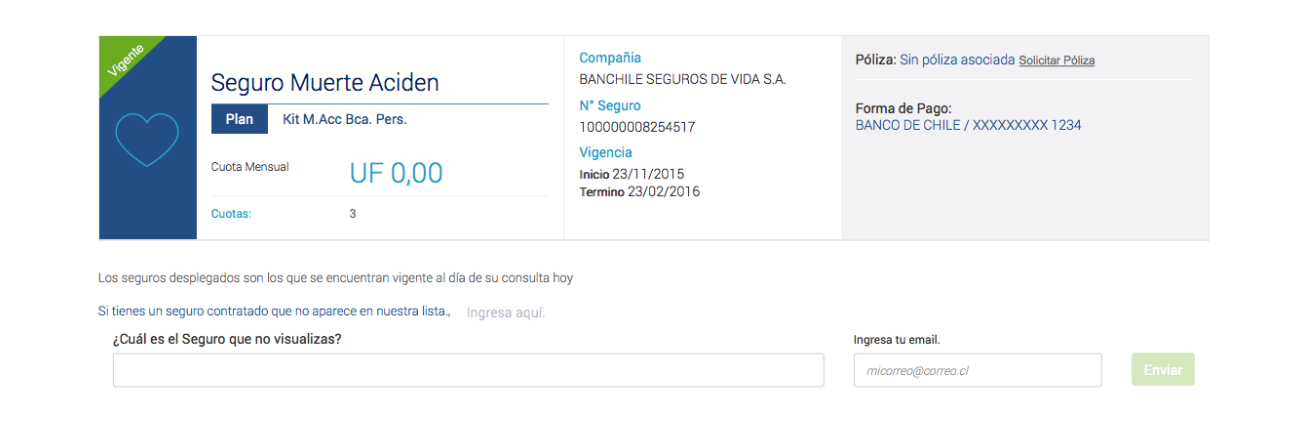 Vigente
Seguro Muerte Aciden
Plan Kit M.Acc Bca. Pers.
Cuota Mensual UF 0,00
Cuotas: 3
Compañia
BANCHILE SEGUROS DE VIDA S.A.
N° Seguro
100000008254517
Vigencia
Inicio 23/11/2015
Termino 23/02/2016
Póliza: Sin póliza asociada Solicitar Póliza
Forma de Pago:
BANCO DE CHILE / XXXXXXXXX 1234
Los seguros desplegados son los que se encuentran vigente al día de su consulta hoy
Si tienes un seguro contratado que no aparece en nuestra lista., Ingresa aquí.
¿Cuál es el Seguro que no visualizas?
Ingresa tu email.
micorreo@correo.cl
Enviar